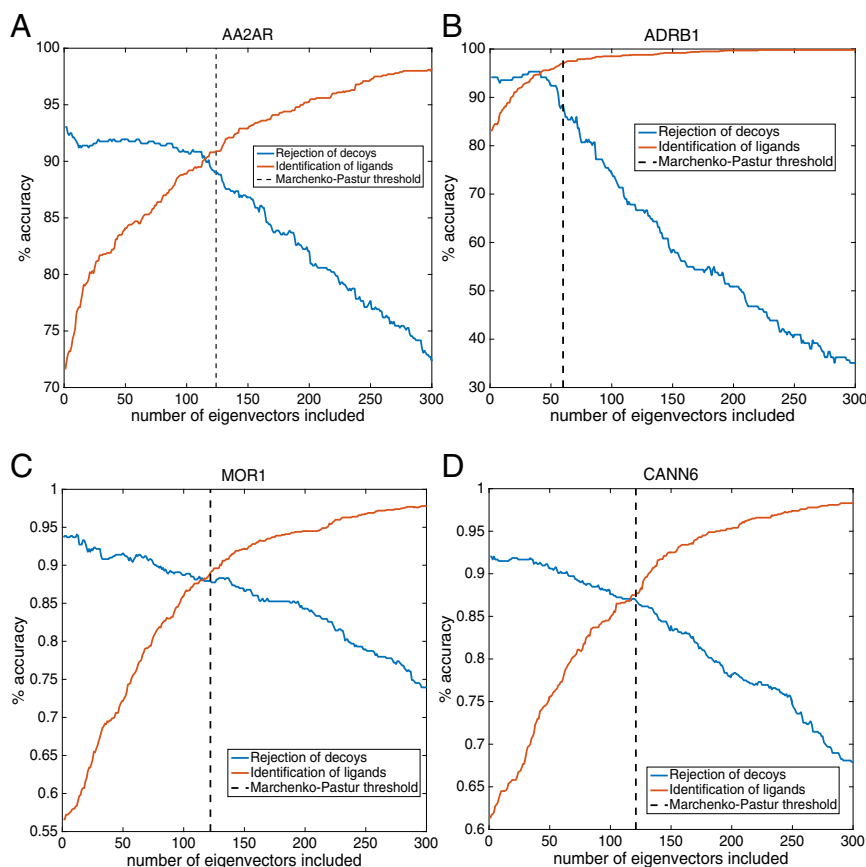 A
AA2AR
100
95
90
85
80
75
70
% accuracy
Rejection of decoys
Identification of ligands
Marchenko-Pastur threshold
0 50 100 150 200 250 300
number of eigenvectors included
B
ADRB1
100
90
80
70
60
50
40
30
% accuracy
Rejection of decoys
Identification of ligands
Marchenko-Pastur threshold
0 50 100 150 200 250 300
number of eigenvectors included
C
MOR1
1
0.95
0.9
0.85
0.8
0.75
0.7
0.65
0.6
0.55
% accuracy
Rejection of decoys
Identification of ligands
Marchenko-Pastur threshold
0 50 100 150 200 250 300
number of eigenvectors included
D
CANN6
1
0.95
0.9
0.85
0.8
0.75
0.7
0.65
0.6
% accuracy
Rejection of decoys
Identification of ligands
Marchenko-Pastur threshold
0 50 100 150 200 250 300
number of eigenvectors included